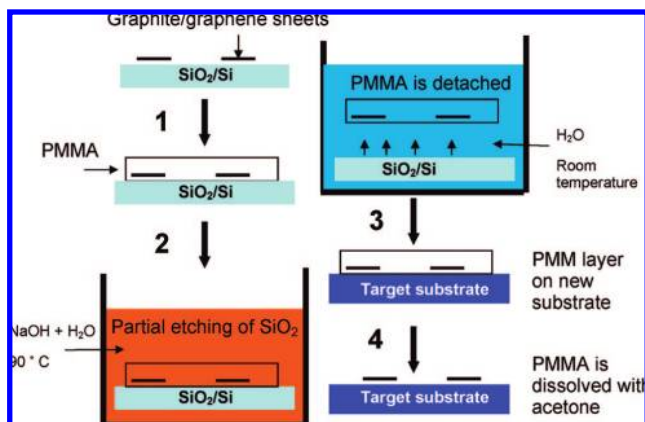 Graphite/graphene sheets
SiO₂/Si
1
PMMA
SiO₂/Si
2
Partial etching of SiO₂
NaOH + H₂O
90 ° C
SiO₂/Si
PMMA is detached
H₂O
SiO₂/Si
Room
temperature
3
PMM layer
on new
substrate
Target substrate
4
PMMA is
dissolved with
acetone
Target substrate